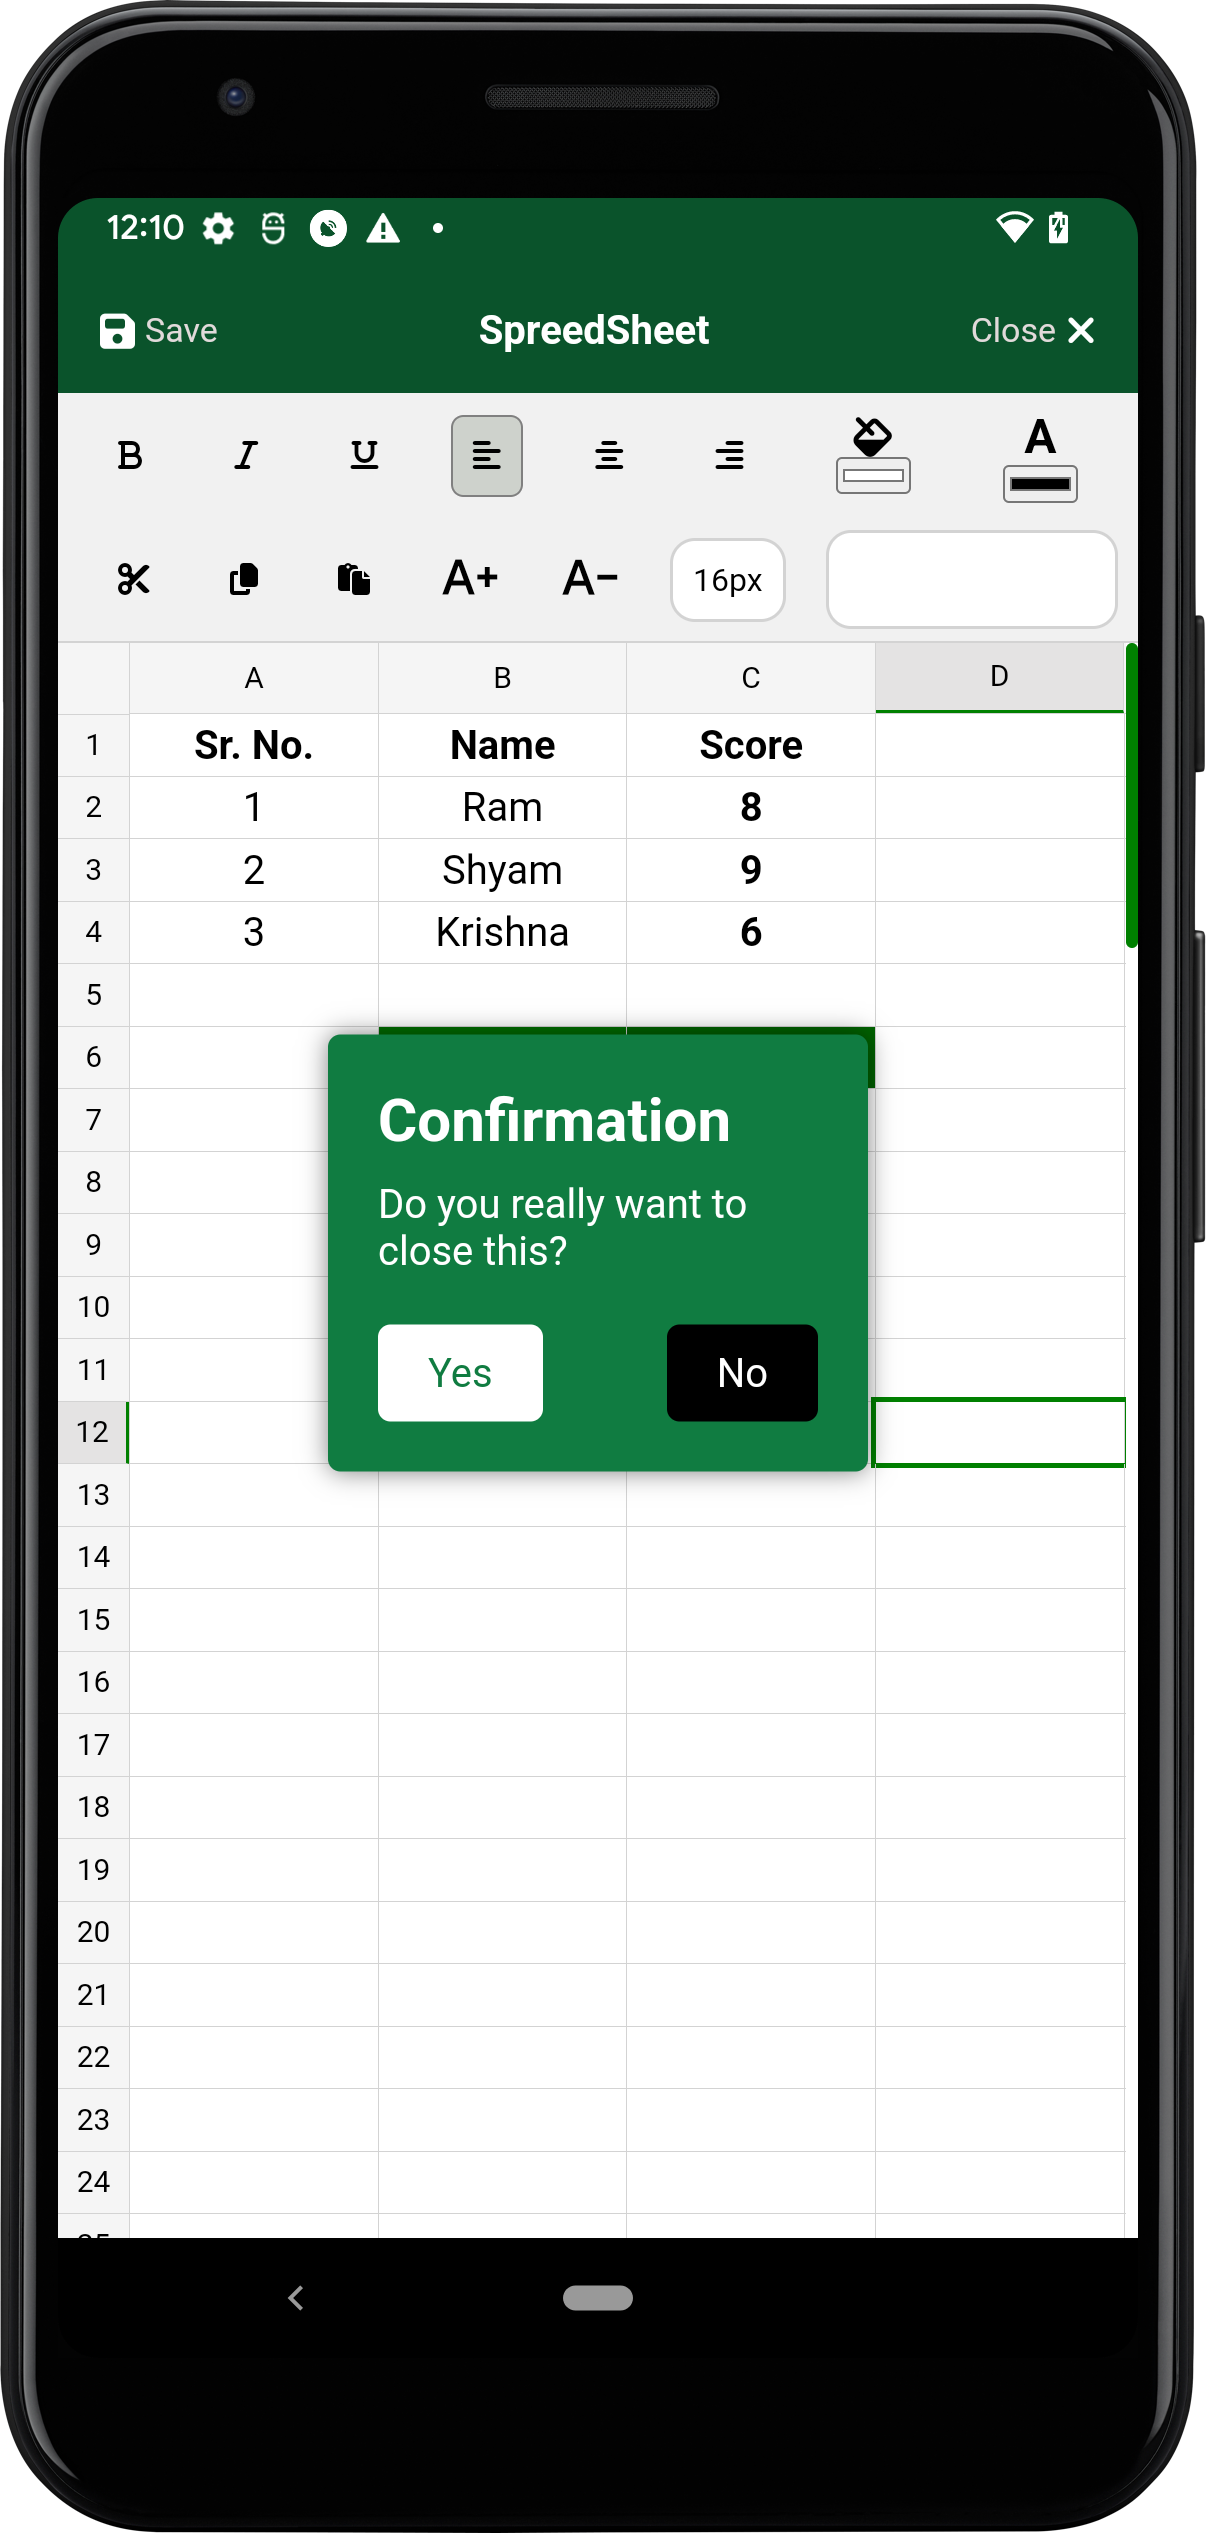 12:10
Save SpreedSheet Close
B I U A
A+ A− 16px
A B C D
1 Sr. No. Name Score
2 1 Ram 8
3 2 Shyam 9
4 3 Krishna 6
5
6
7
8
9
10
11
12
13
14
15
16
17
18
19
20
21
22
23
24
Confirmation
Do you really want to
close this?
Yes No